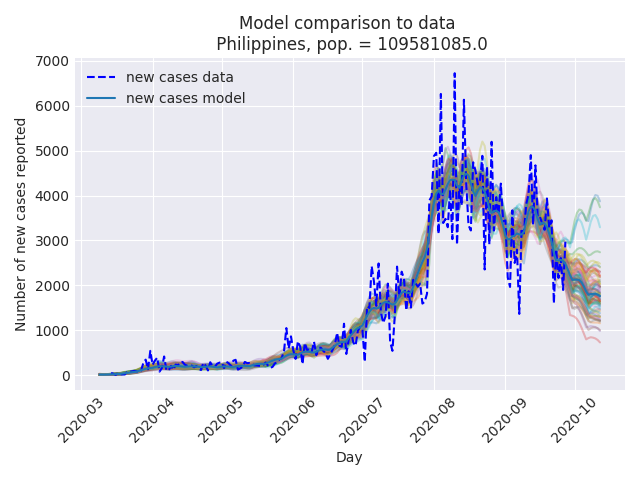 Model comparison to data
Philippines, pop. = 109581085.0
7000
6000
5000
4000
3000
2000
1000
0
Number of new cases reported
new cases data
new cases model
2020-03
2020-04
2020-05
2020-06
2020-07
2020-08
2020-09
2020-10
Day